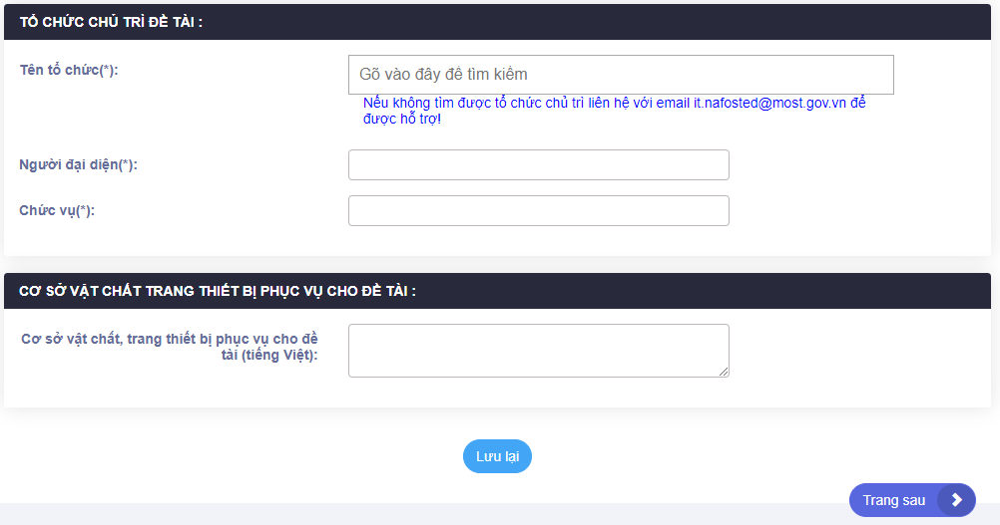 TỔ CHỨC CHỦ TRÌ ĐỀ TÀI :
Tên tổ chức(*):
Gõ vào đây để tìm kiếm
Nếu không tìm được tổ chức chủ trì liên hệ với email it.nafosted@most.gov.vn để
được hỗ trợ!
Người đại diện(*):
Chức vụ(*):
CƠ SỞ VẬT CHẤT TRANG THIẾT BỊ PHỤC VỤ CHO ĐỀ TÀI :
Cơ sở vật chất, trang thiết bị phục vụ cho đề
tài (tiếng Việt):
Lưu lại
Trang sau